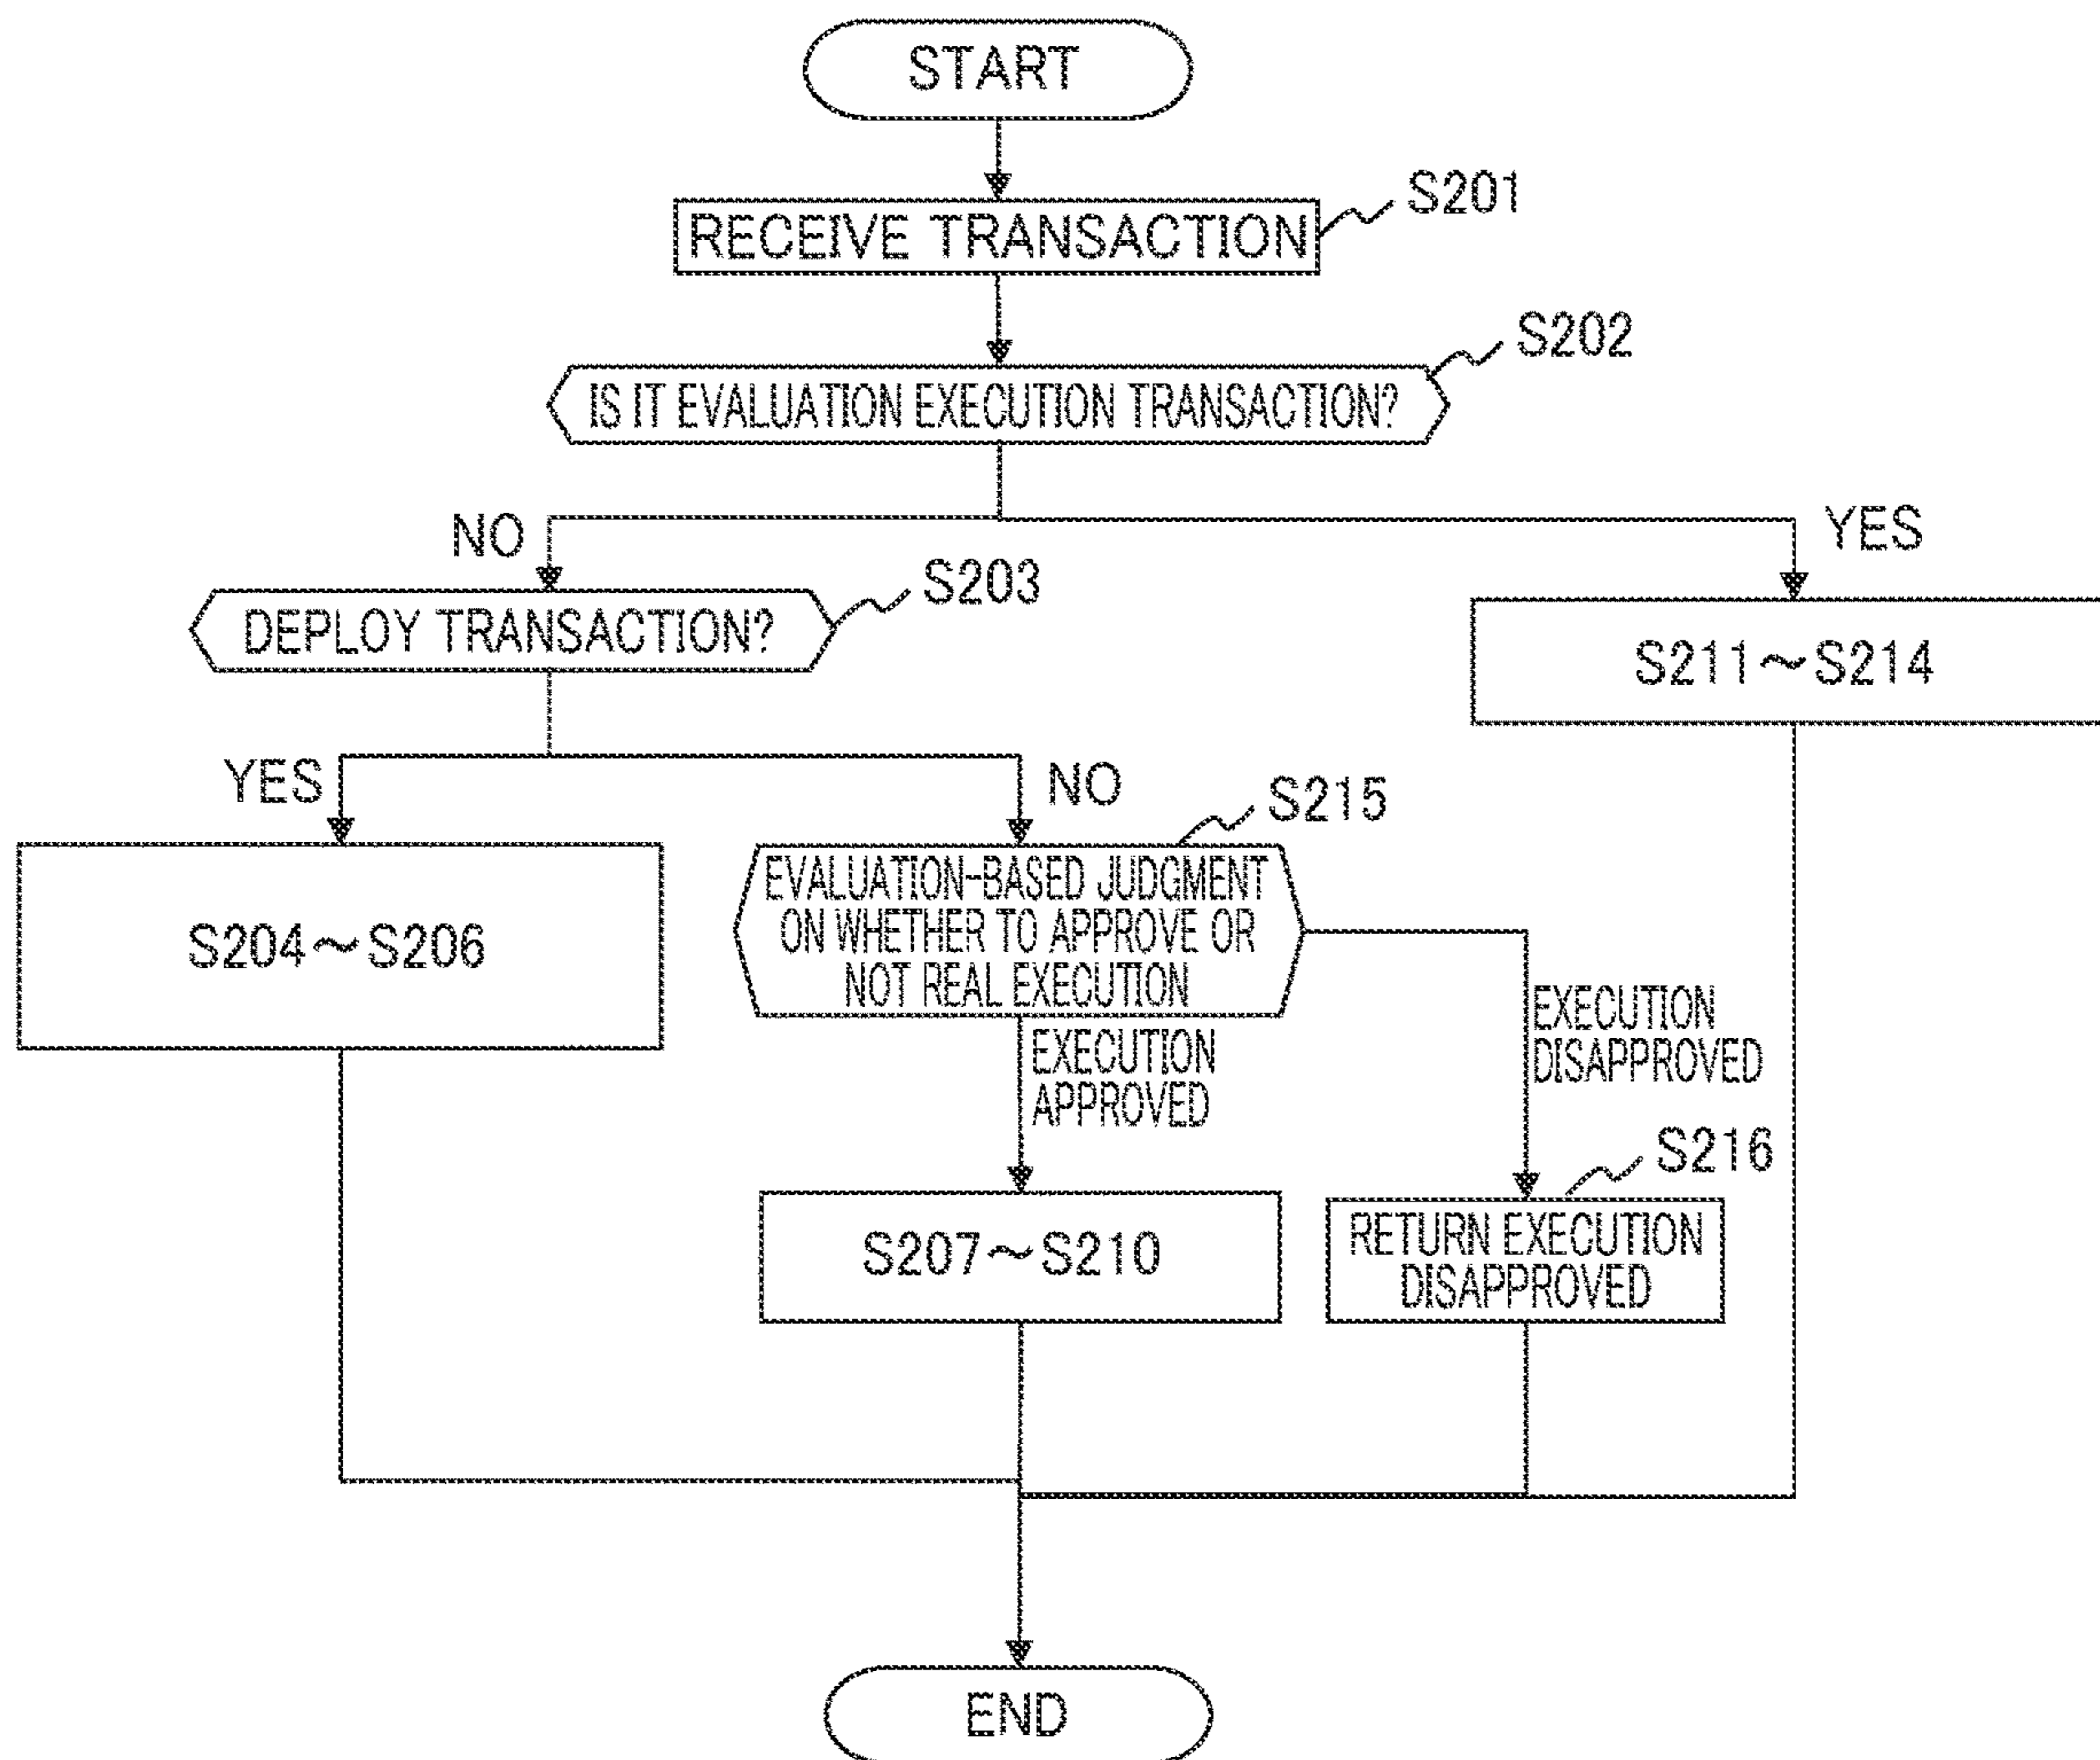 START
RECEIVE TRANSACTION
S201
IS IT EVALUATION EXECUTION TRANSACTION?
S202
NO
YES
DEPLOY TRANSACTION?
S203
S211～S214
YES
NO
S215
S204～S206
EVALUATION-BASED JUDGMENT
ON WHETHER TO APPROVE OR
NOT REAL EXECUTION
EXECUTION
APPROVED
EXECUTION
DISAPPROVED
S207～S210
S216
RETURN EXECUTION
DISAPPROVED
END